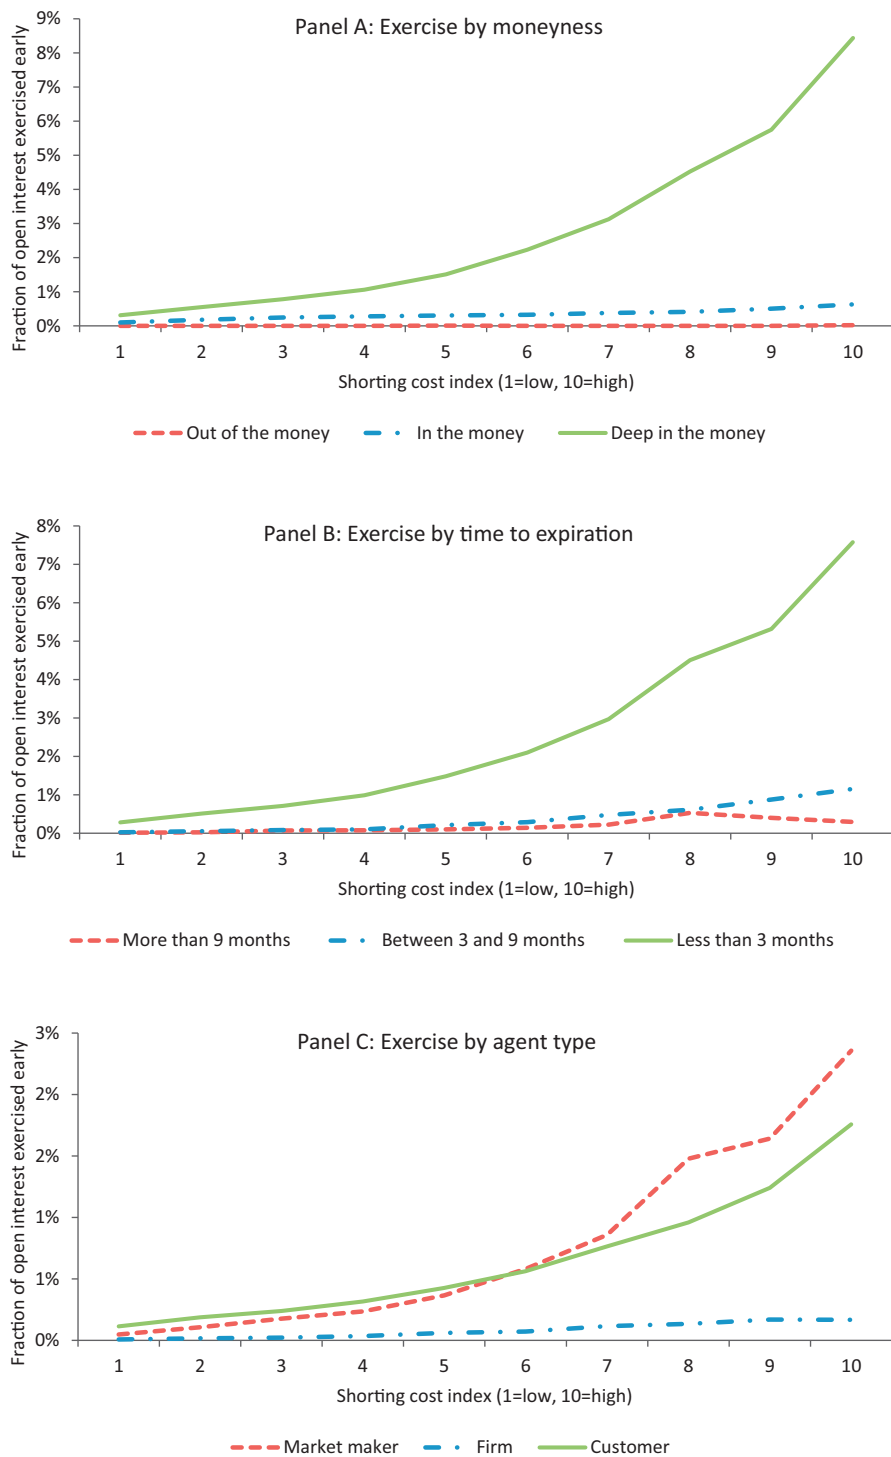 Panel A: Exercise by moneyness
Fraction of open interest exercised early
9%
8%
7%
6%
5%
4%
3%
2%
1%
0%
1 2 3 4 5 6 7 8 9 10
Shorting cost index (1=low, 10=high)
Out of the money In the money Deep in the money
Panel B: Exercise by time to expiration
Fraction of open interest exercised early
8%
7%
6%
5%
4%
3%
2%
1%
0%
1 2 3 4 5 6 7 8 9 10
Shorting cost index (1=low, 10=high)
More than 9 months Between 3 and 9 months Less than 3 months
Panel C: Exercise by agent type
Fraction of open interest exercised early
3%
2%
2%
1%
1%
0%
1 2 3 4 5 6 7 8 9 10
Shorting cost index (1=low, 10=high)
Market maker Firm Customer